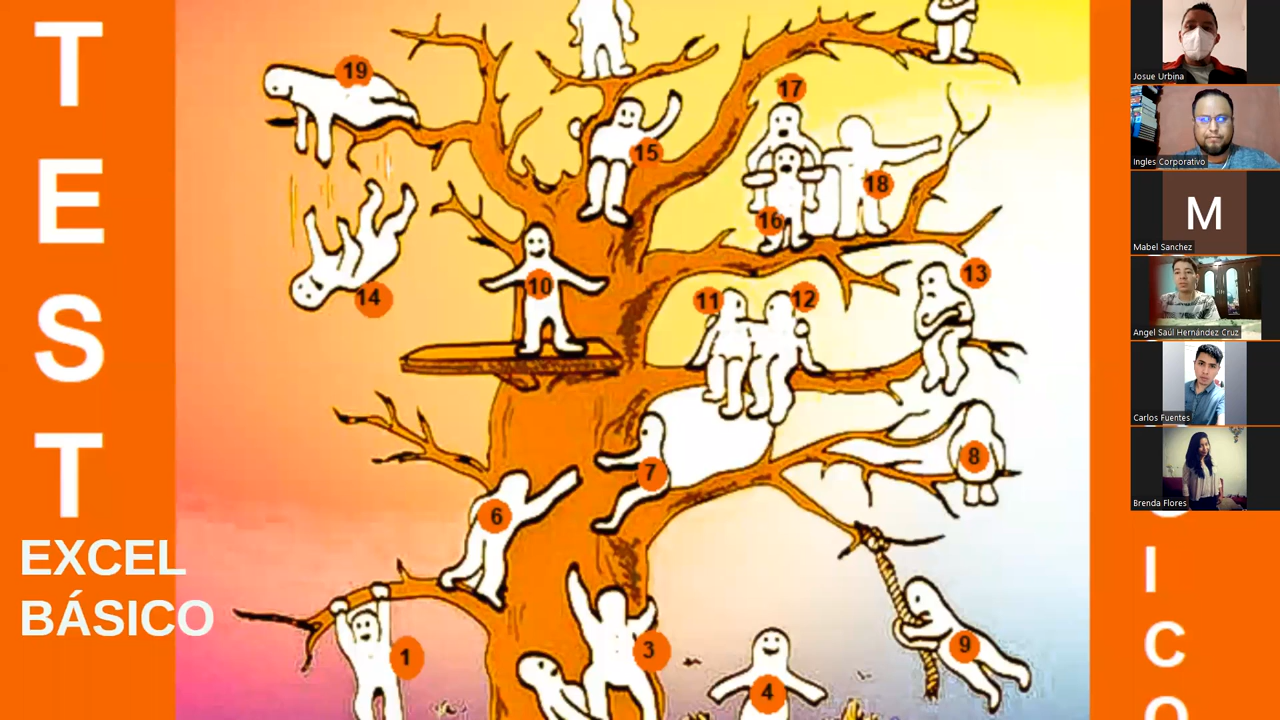 T
E
S
T
EXCEL
BÁSICO
19
17
15
18
16
14
10
13
11
12
7
8
6
1
3
4
9
Josue Urbina
Ingles Corporativo
M
Mabel Sanchez
Angel Saúl Hernández Cruz
Carlos Fuentes
Brenda Flores
I
C
O